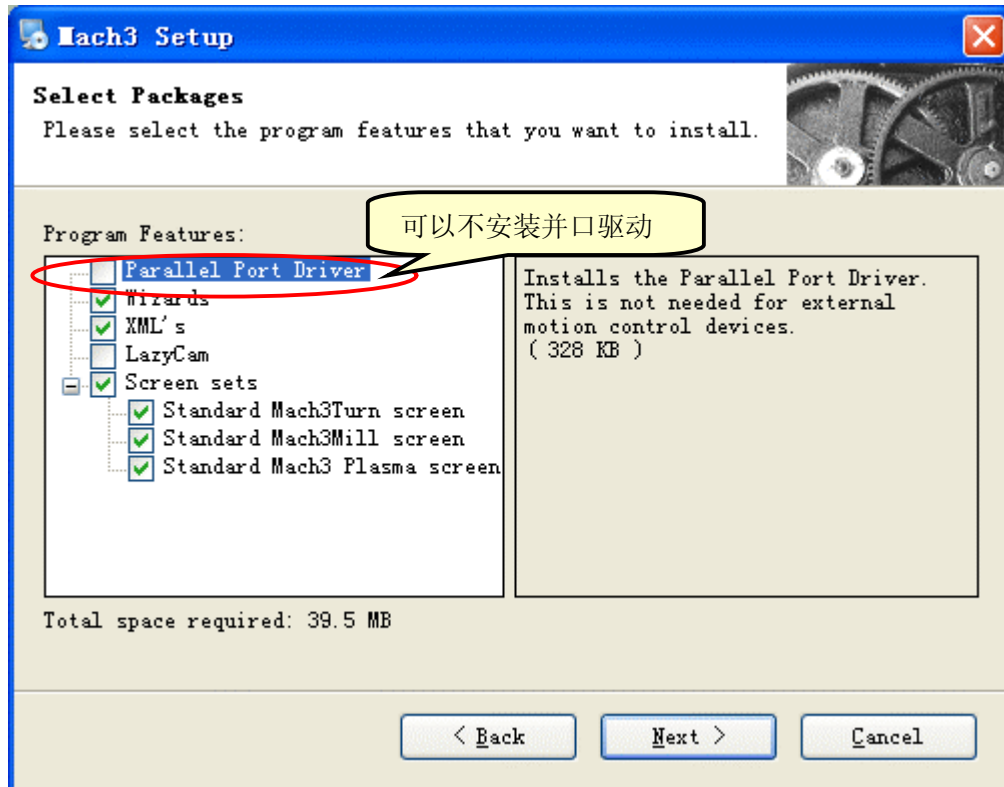 Mach3 Setup
Select Packages
Please select the program features that you want to install.
可以不安装并口驱动
Program Features:
Parallel Port Driver
Wizards
XML's
LazyCam
Screen sets
Standard Mach3Turn screen
Standard Mach3Mill screen
Standard Mach3 Plasma screen
Installs the Parallel Port Driver.
This is not needed for external
motion control devices.
( 328 KB )
Total space required: 39.5 MB
< Back
Next >
Cancel